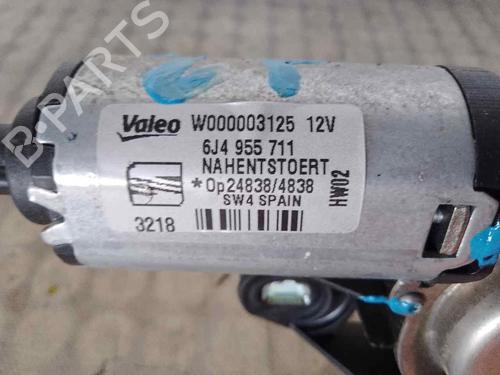 Valeo W000003125 12V
6J4 955 711
NAHENTSTOERT
*Op24838/4838
SW4 SPAIN
3218
HW02
B-PARTS